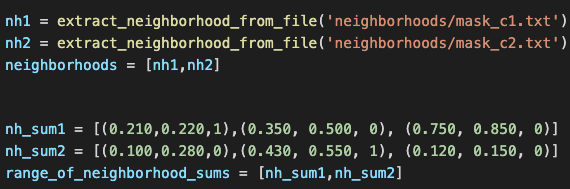 nh1 = extract_neighborhood_from_file('neighborhoods/mask_c1.txt')
nh2 = extract_neighborhood_from_file('neighborhoods/mask_c2.txt')
neighborhoods = [nh1,nh2]
nh_sum1 = [(0.210,0.220,1),(0.350, 0.500, 0), (0.750, 0.850, 0)]
nh_sum2 = [(0.100,0.280,0),(0.430, 0.550, 1), (0.120, 0.150, 0)]
range_of_neighborhood_sums = [nh_sum1,nh_sum2]